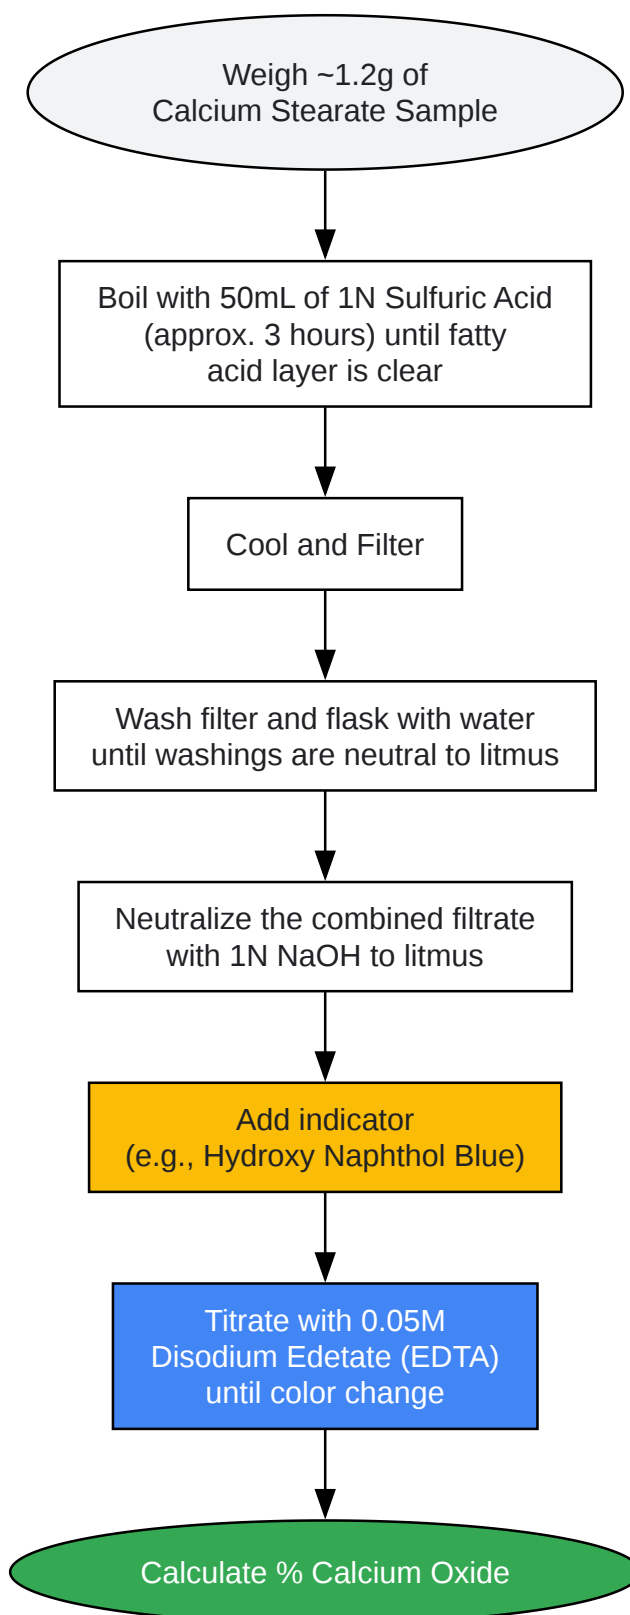 Weigh ~1.2g of
Calcium Stearate Sample
Boil with 50mL of 1N Sulfuric Acid
(approx. 3 hours) until fatty
acid layer is clear
Cool and Filter
Wash filter and flask with water
until washings are neutral to litmus
Neutralize the combined filtrate
with 1N NaOH to litmus
Add indicator
(e.g., Hydroxy Naphthol Blue)
Titrate with 0.05M
Disodium Edetate (EDTA)
until color change
Calculate % Calcium Oxide